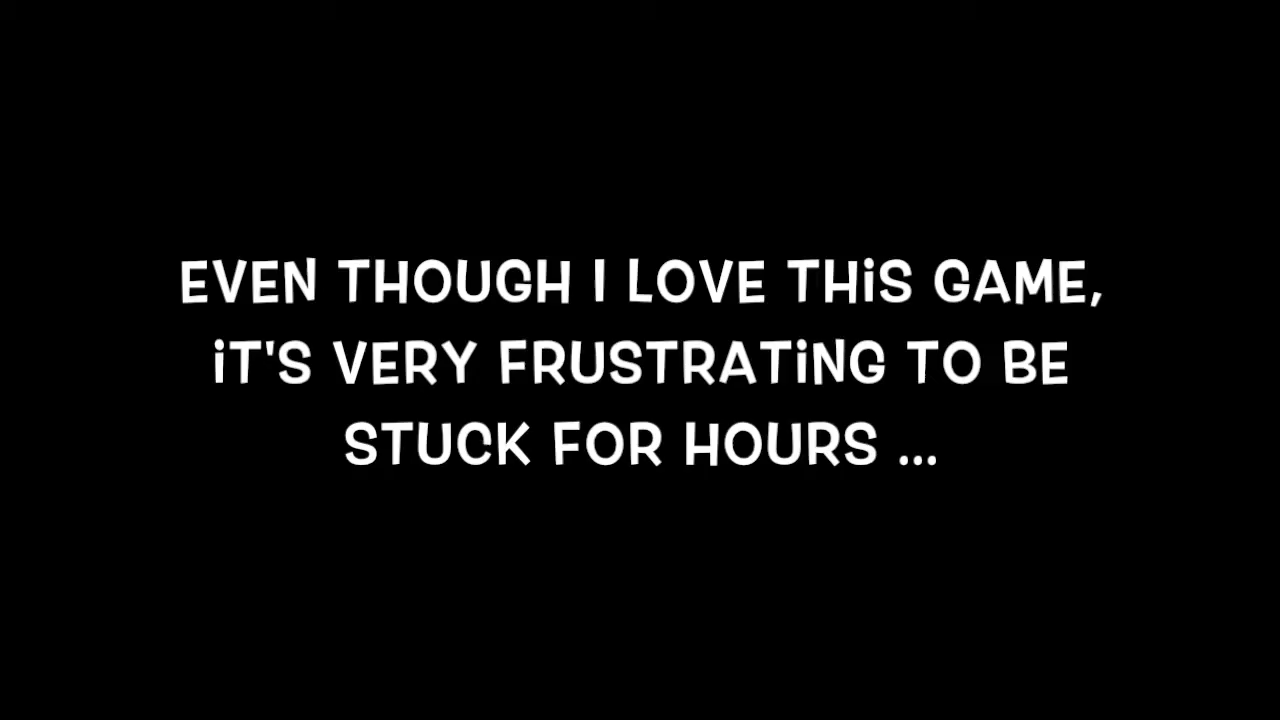 EVEN THOUGH I LOVE THiS GAME,
iT'S VERY FRUSTRATiNG TO BE
STUCK FOR HOURS ...